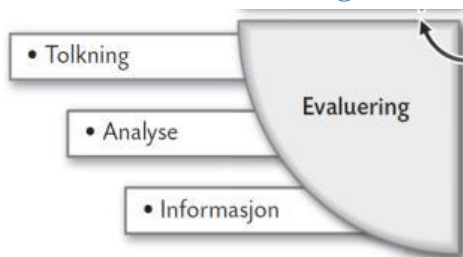 • Tolkning
Evaluering
• Analyse
• Informasjon